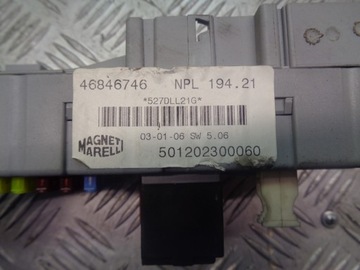 46846746 NPL 194.21
*527DLL21G*
MAGNETI
MARELLI
03-01-06 SW 5.06
501202300060